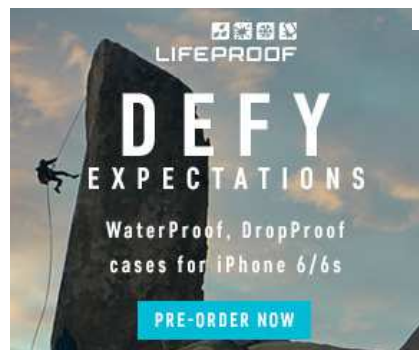 LIFEPROOF
DEFY
EXPECTATIONS
WaterProof, DropProof
cases for iPhone 6/6s
PRE-ORDER NOW